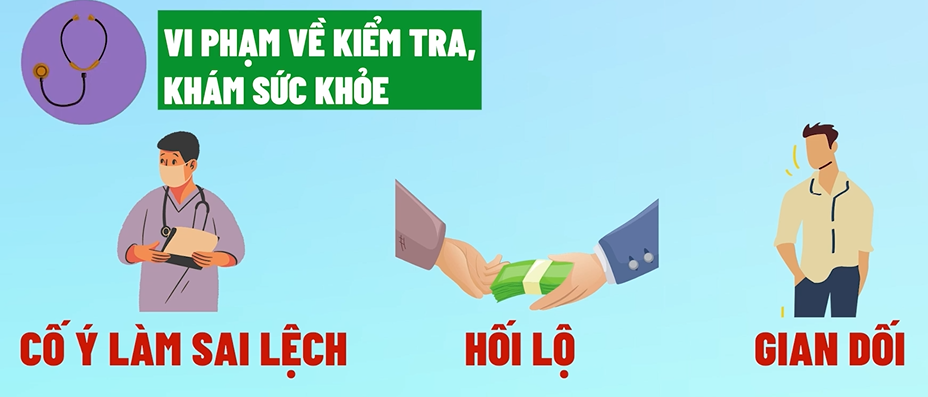 VI PHẠM VỀ KIỂM TRA,
KHÁM SỨC KHỎE
CỐ Ý LÀM SAI LỆCH
HỐI LỘ
GIAN DỐI